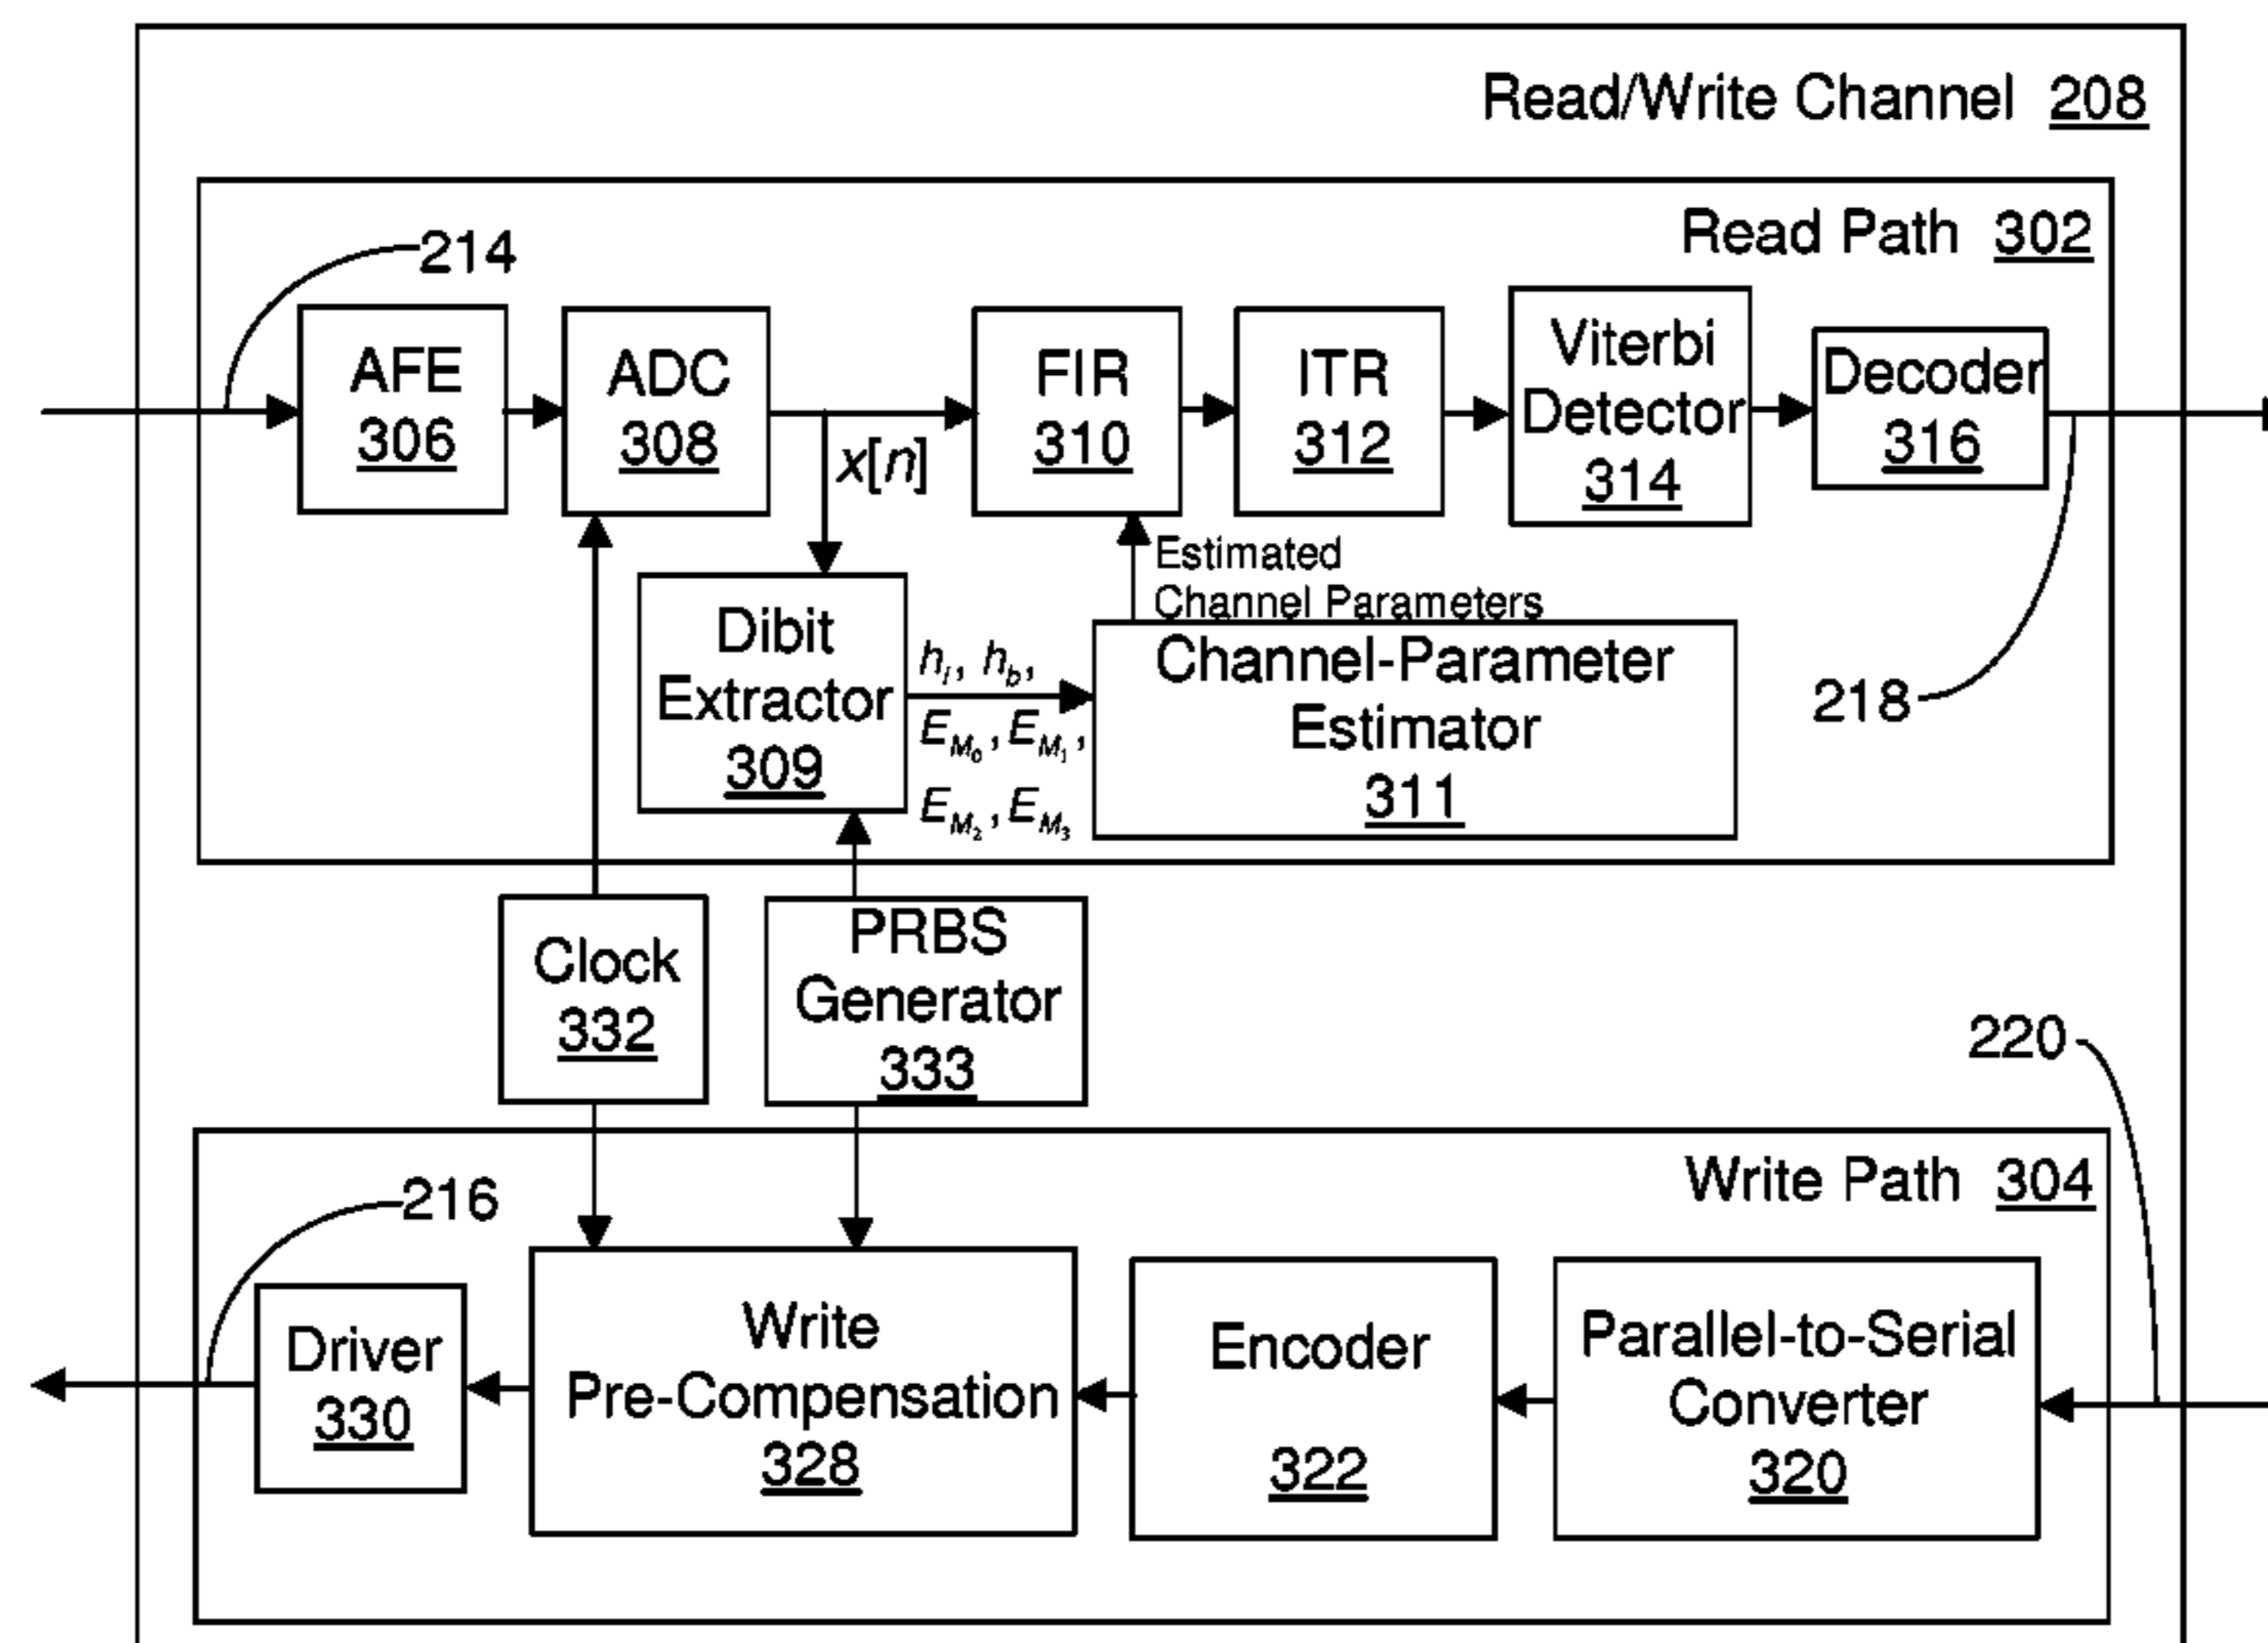 Read/Write Channel 208
Read Path 302
214
AFE
306
ADC
308
x[n]
FIR
310
ITR
312
Viterbi
Detector
314
Decoder
316
218
Estimated
Channel Parameters
Dibit
Extractor
309
h_i, h_b,
E_M₀, E_M₁,
E_M₂, E_M₃
Channel-Parameter
Estimator
311
Clock
332
PRBS
Generator
333
220
Write Path 304
216
Driver
330
Write
Pre-Compensation
328
Encoder
322
Parallel-to-Serial
Converter
320